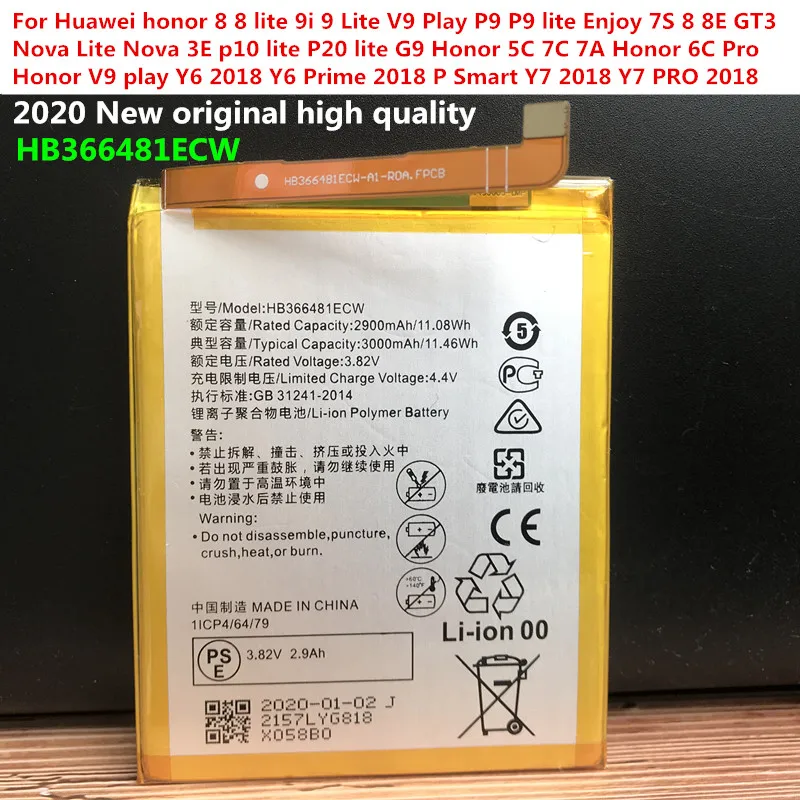 For Huawei honor 8 8 lite 9i 9 Lite V9 Play P9 P9 lite Enjoy 7S 8 8E GT3
Nova Lite Nova 3E p10 lite P20 lite G9 Honor 5C 7C 7A Honor 6C Pro
Honor V9 play Y6 2018 Y6 Prime 2018 P Smart Y7 2018 Y7 PRO 2018
2020 New original high quality
HB366481ECW
HB366481ECW-A1-RDA.FPCB
型号/Model:HB366481ECW
额定容量/Rated Capacity:2900mAh/11.08Wh
典型容量/Typical Capacity:3000mAh/11.46Wh
额定电压/Rated Voltage:3.82V
充电限制电压/Limited Charge Voltage:4.4V
执行标准:GB 31241-2014
锂离子聚合物电池/Li-ion Polymer Battery
5
PC
警告:
• 禁止拆解、撞击、挤压或投入火中
• 若出现严重鼓胀，请勿继续使用
• 请勿置于高温环境中
• 电池浸水后禁止使用
廢電池請回收
Warning:
• Do not disassemble,puncture,
crush,heat,or burn.
+60℃
+140℉
中国制造 MADE IN CHINA
1ICP4/64/79
Li-ion 00
PS
E
3.82V 2.9Ah
2020-01-02 J
2157LYG818
X058B0